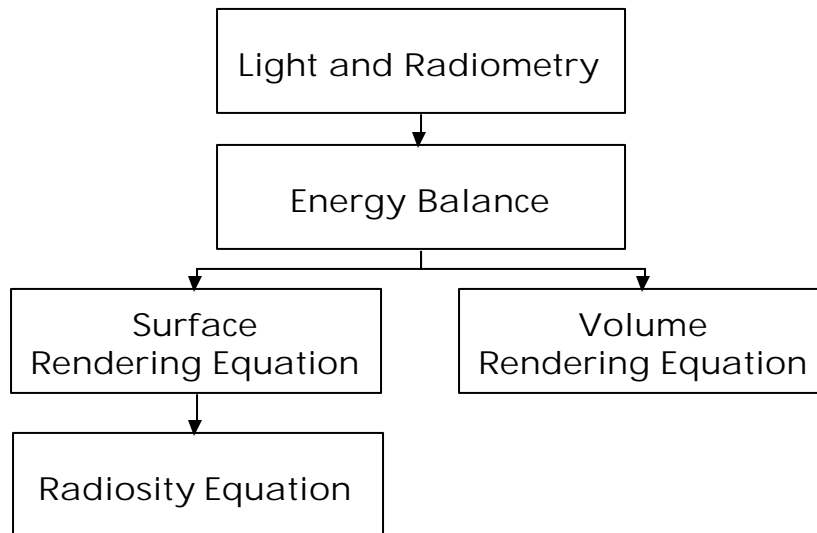 Light and Radiometry
Energy Balance
Surface
Rendering Equation
Volume
Rendering Equation
Radiosity Equation